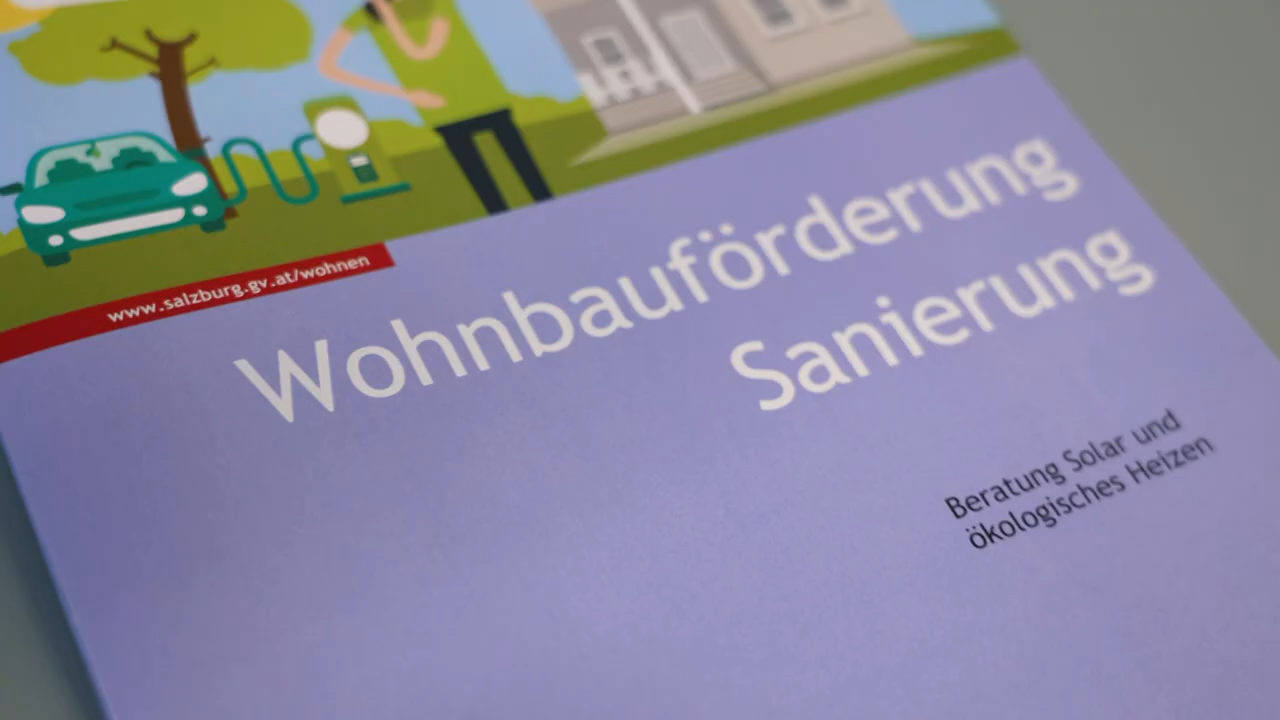 www.salzburg.gv.at/wohnen
Wohnbauförderung
Sanierung
Beratung Solar und
ökologisches Heizen